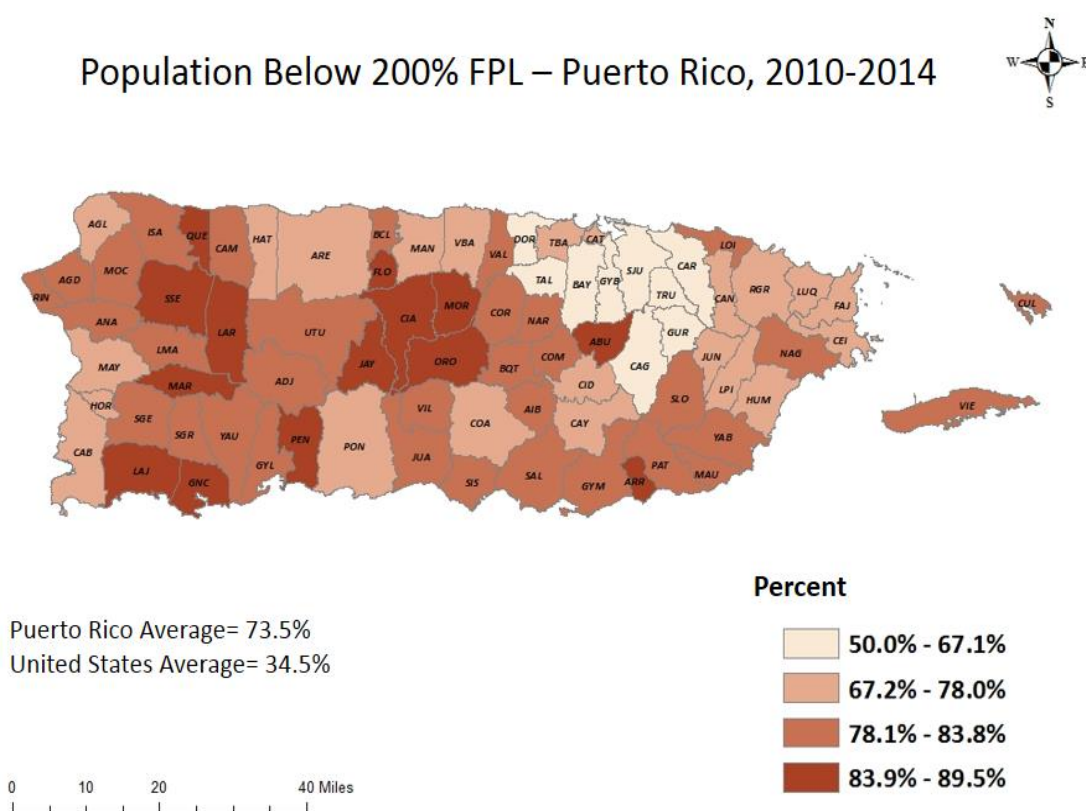 N
W E
S
Population Below 200% FPL – Puerto Rico, 2010-2014
AGL
ISA
QUE
CAM
HAT
ARE
BCL
MAN
VBA
VAL
DOR
TBA
CAT
SJU
CAR
LOI
AGD
MOC
RIN
SSE
FLO
TAL
BAY
GYB
TRU
CAN
RGR
LUQ
FAJ
CUL
ANA
LAR
UTU
CIA
MOR
COR
NAR
ABU
GUR
CEI
LMA
MAY
MAR
ADJ
JAY
ORO
BQT
COM
CID
CAG
JUN
NAG
LPI
HUM
HOR
SGE
SGR
YAU
GYL
PEN
PON
VIL
COA
AIB
CAY
SLO
YAB
VIE
CAB
LAJ
GNC
JUA
SIS
SAL
GYM
ARR
PAT
MAU
Percent
50.0% - 67.1%
67.2% - 78.0%
78.1% - 83.8%
83.9% - 89.5%
Puerto Rico Average= 73.5%
United States Average= 34.5%
0 10 20 40 Miles